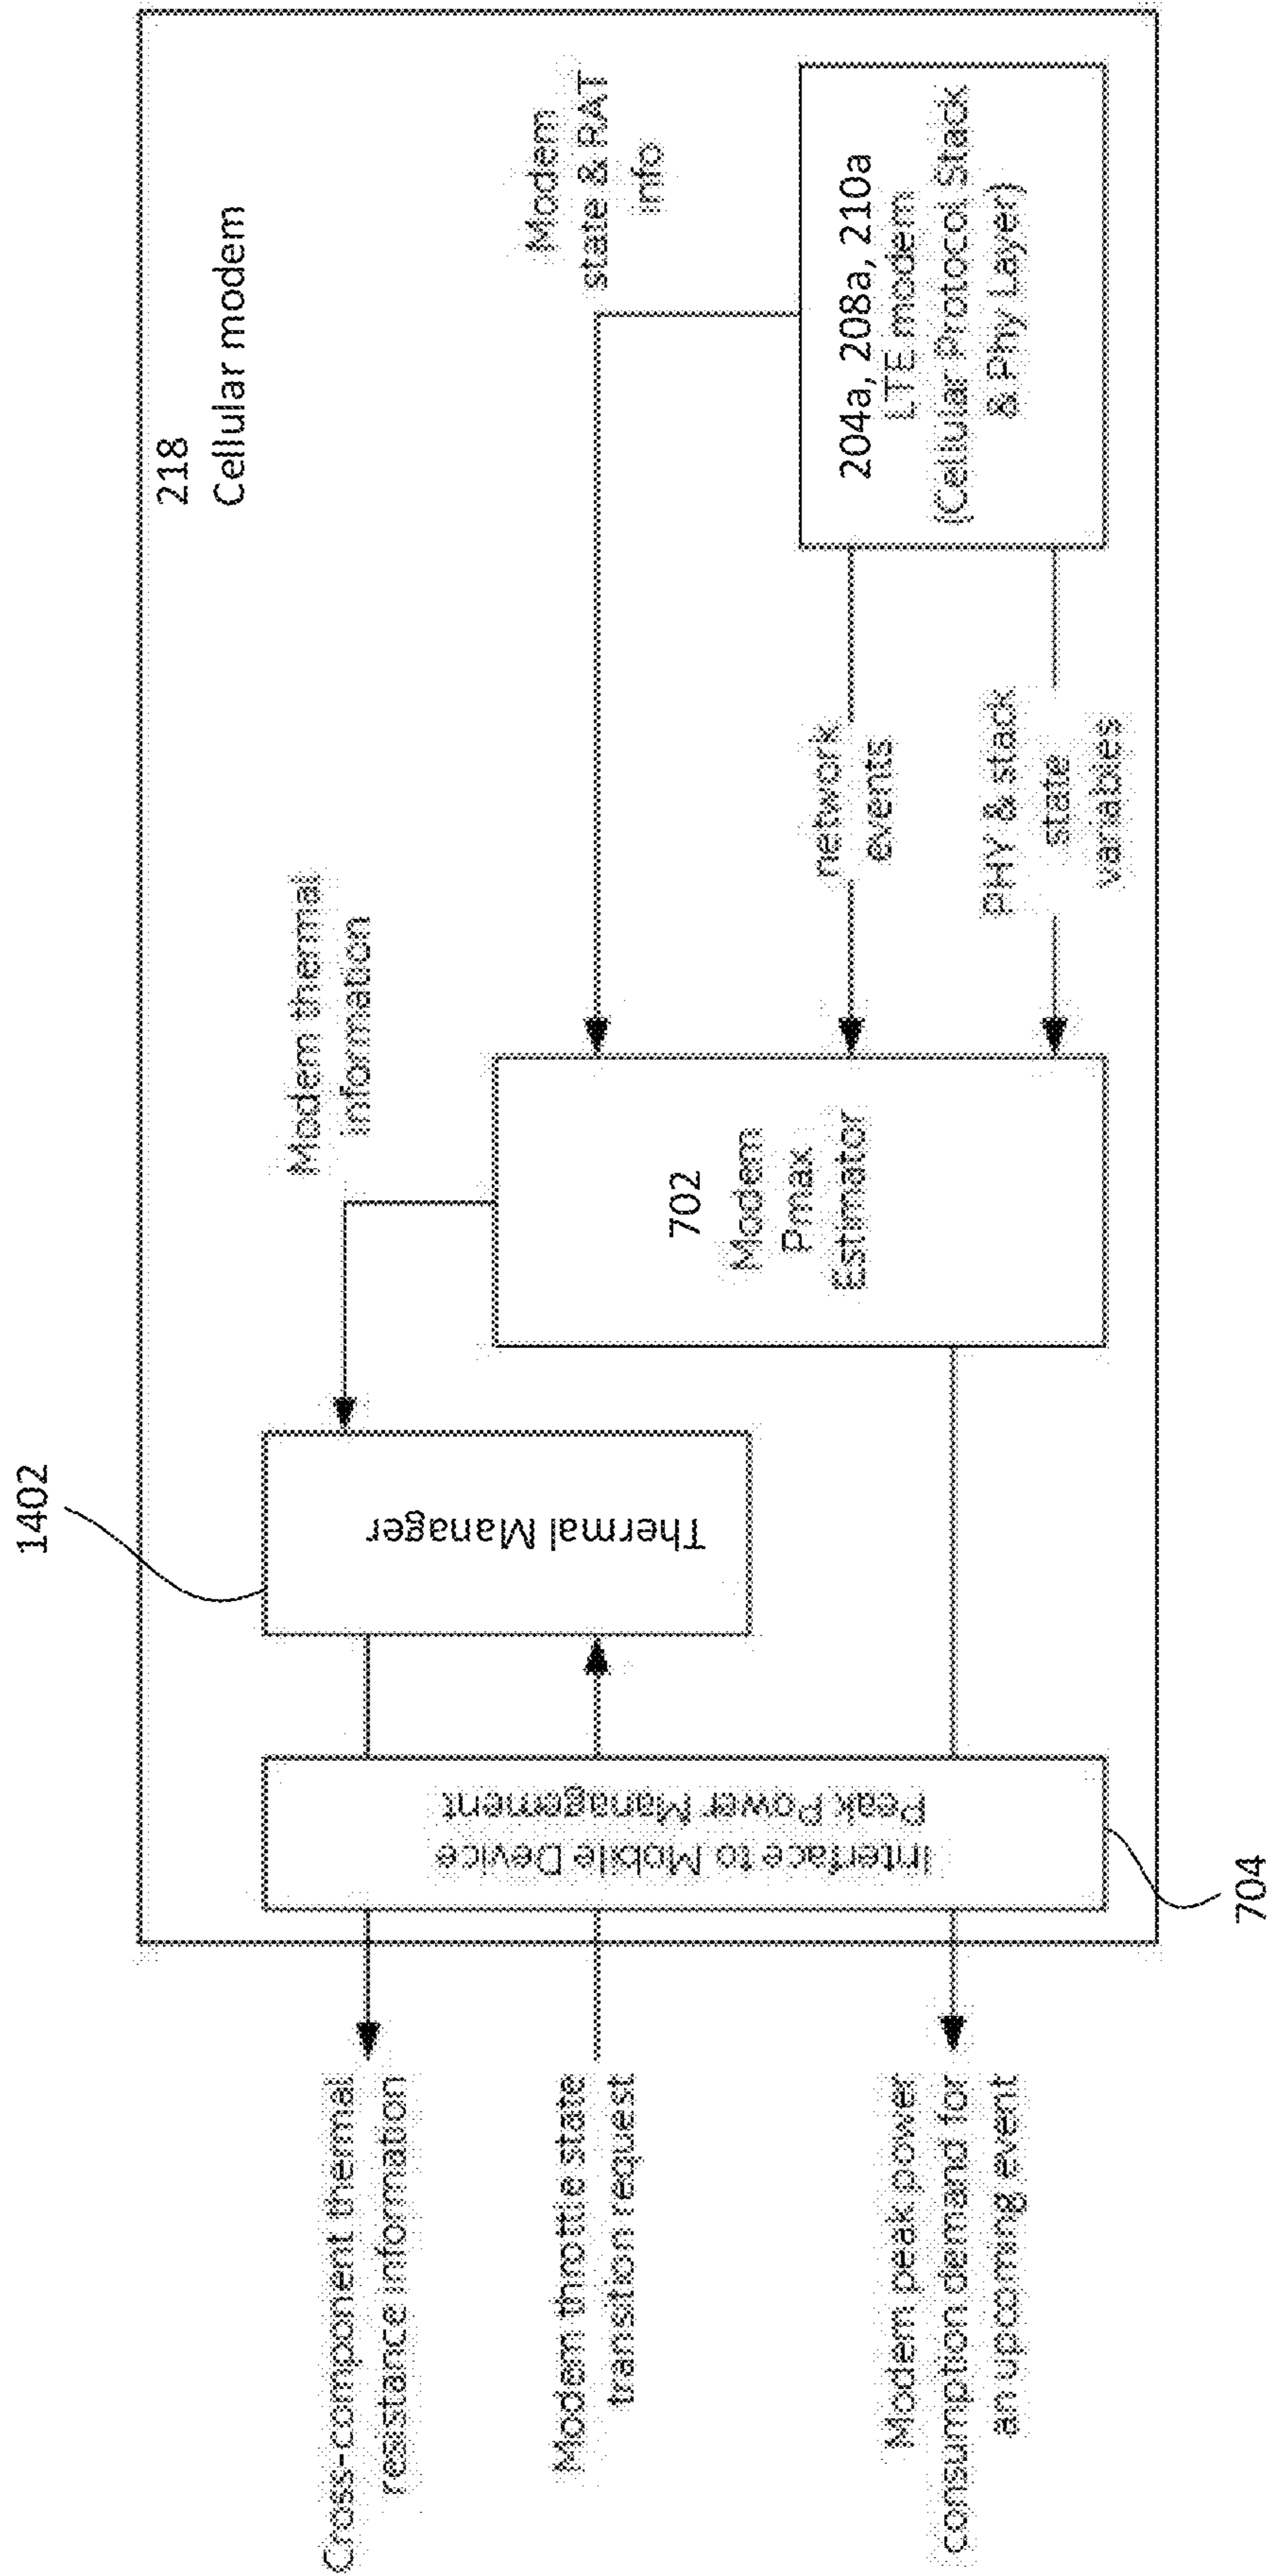 218
Cellular modem
1402
Cross-component thermal
resistance information
Modem throttle state
transition request
Modem peak power
consumption demand for
an upcoming event
Interface to Mobile Device
Peak Power Management
704
Thermal Manager
Modem thermal
information
702
Modem
Pmax
Estimator
Modem
state & RAT
info
network
events
PHY & stack
state
variables
204a, 208a, 210a
LTE modem
(Cellular Protocol Stack
& Phy Layer)